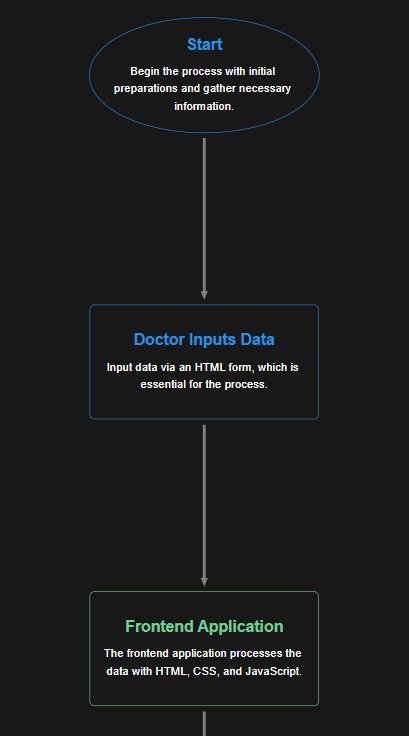 Start
Begin the process with initial
preparations and gather necessary
information.
Doctor Inputs Data
Input data via an HTML form, which is
essential for the process.
Frontend Application
The frontend application processes the
data with HTML, CSS, and JavaScript.